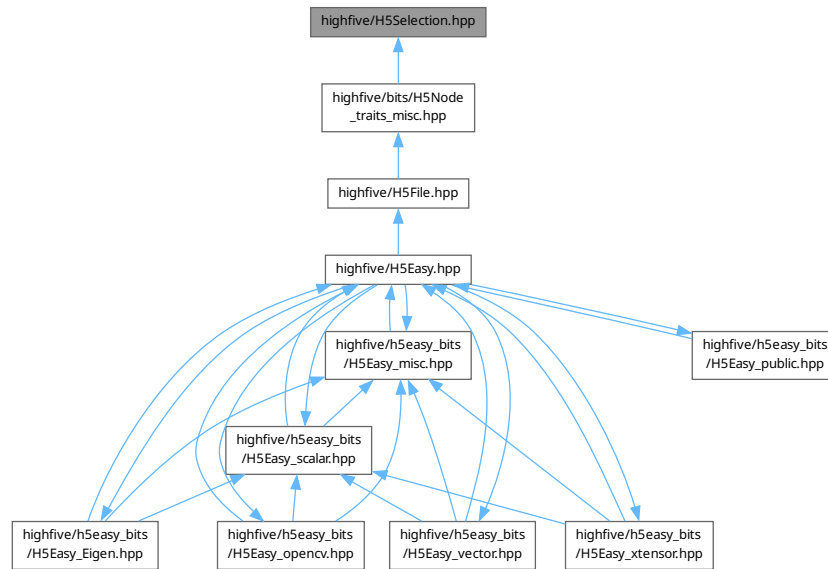 highfive/H5Selection.hpp
highfive/bits/H5Node
_traits_misc.hpp
highfive/H5File.hpp
highfive/H5Easy.hpp
highfive/h5easy_bits
/H5Easy_misc.hpp
highfive/h5easy_bits
/H5Easy_public.hpp
highfive/h5easy_bits
/H5Easy_scalar.hpp
highfive/h5easy_bits
/H5Easy_Eigen.hpp
highfive/h5easy_bits
/H5Easy_opencv.hpp
highfive/h5easy_bits
/H5Easy_vector.hpp
highfive/h5easy_bits
/H5Easy_xtensor.hpp